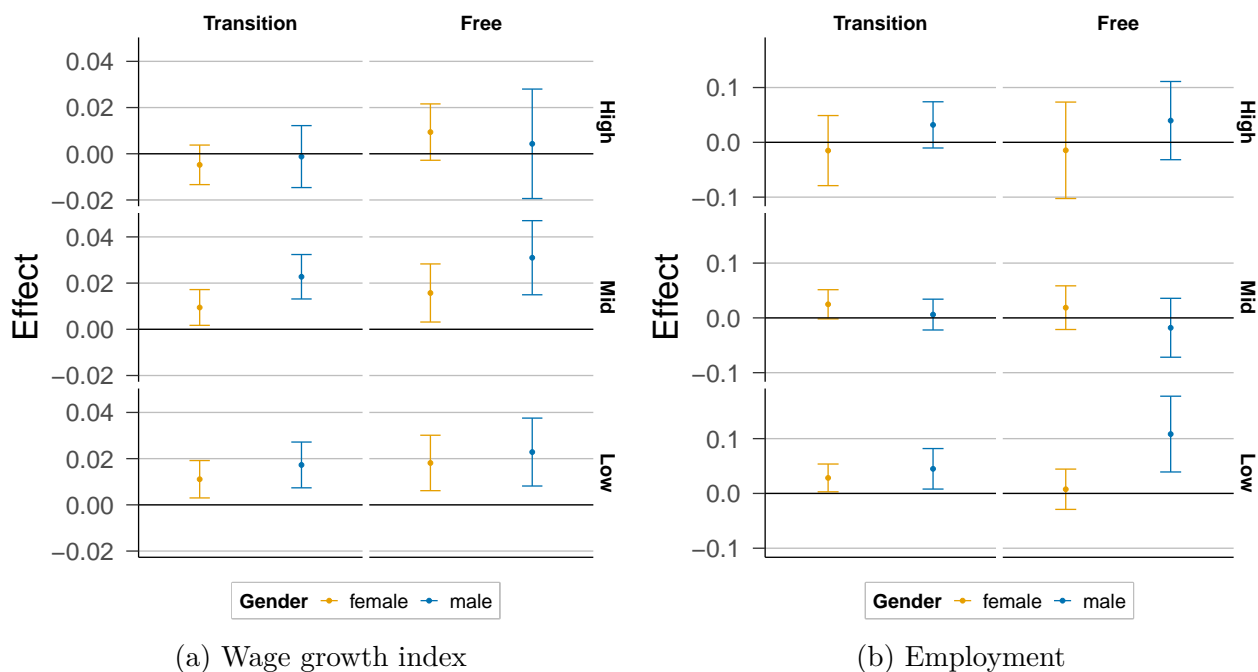 Transition Free
0.04
0.02
0.00
−0.02
High
0.04
0.02
0.00
−0.02
Mid
0.04
0.02
0.00
−0.02
Low
Effect
Gender female male
(a) Wage growth index
Transition Free
0.1
0.0
−0.1
High
0.1
0.0
−0.1
Mid
0.1
0.0
−0.1
Low
Effect
Gender female male
(b) Employment